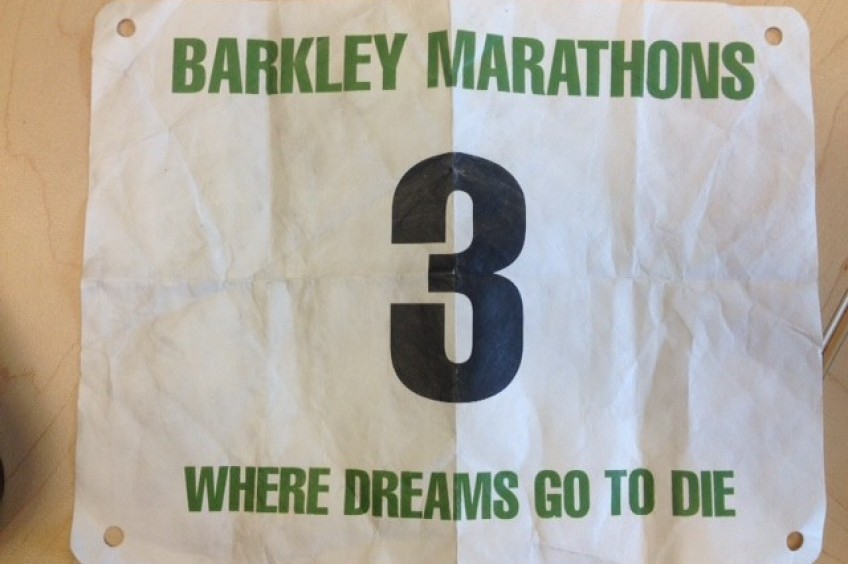 BARKLEY MARATHONS
3
WHERE DREAMS GO TO DIE